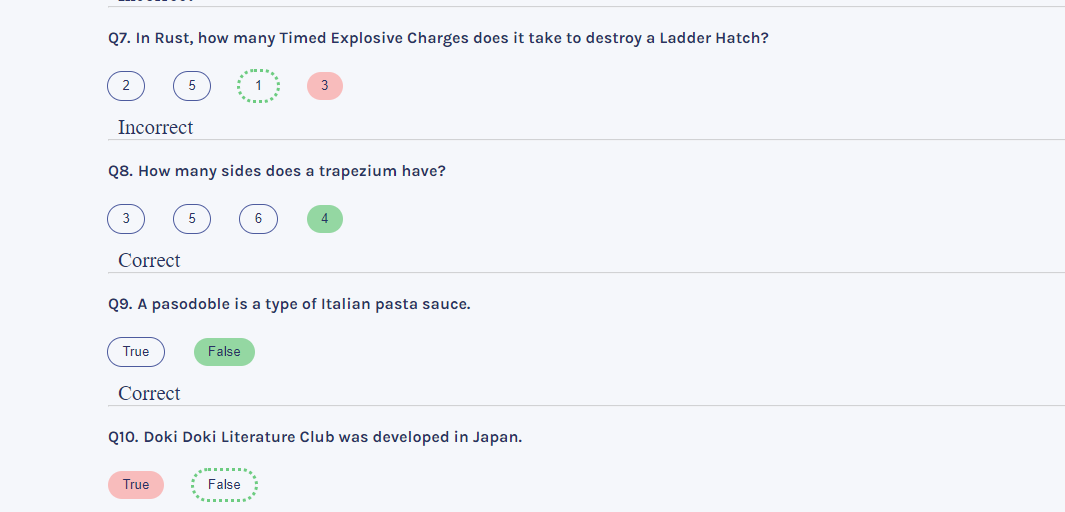 Q7. In Rust, how many Timed Explosive Charges does it take to destroy a Ladder Hatch?
2 5 1 3
Incorrect
Q8. How many sides does a trapezium have?
3 5 6 4
Correct
Q9. A pasodoble is a type of Italian pasta sauce.
True False
Correct
Q10. Doki Doki Literature Club was developed in Japan.
True False